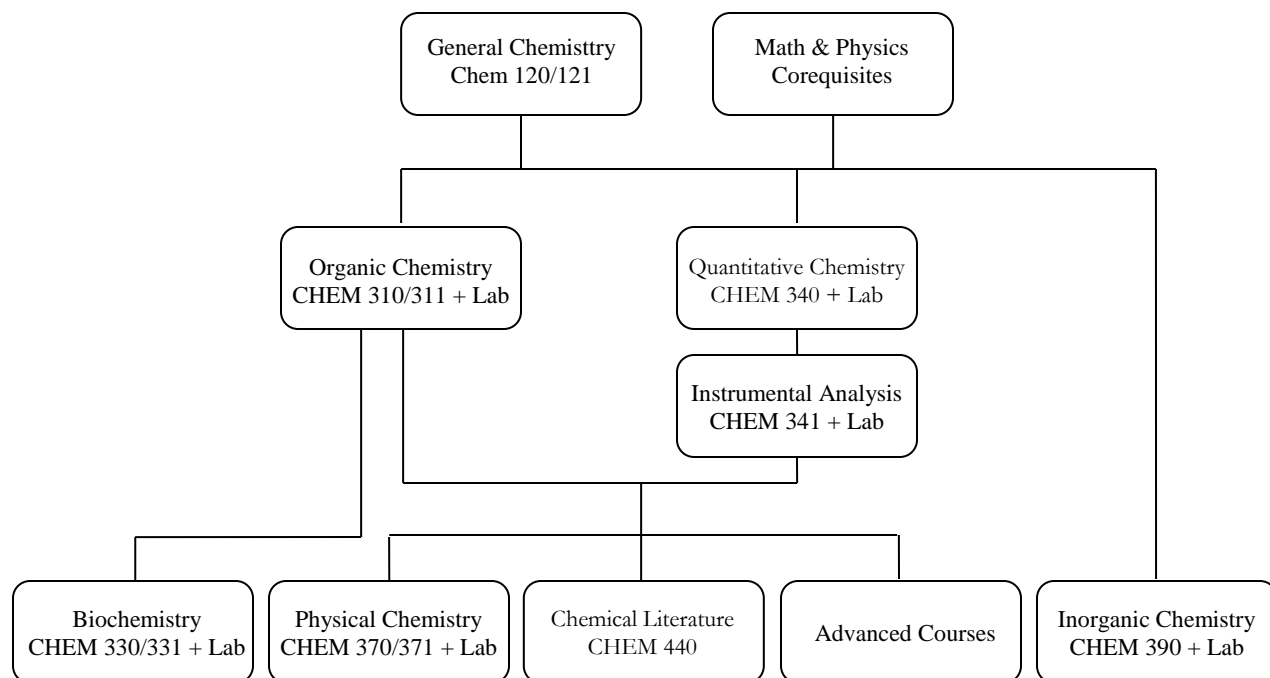 General Chemisttry
Chem 120/121
Math & Physics
Corequisites
Organic Chemistry
CHEM 310/311 + Lab
Quantitative Chemistry
CHEM 340 + Lab
Instrumental Analysis
CHEM 341 + Lab
Biochemistry
CHEM 330/331 + Lab
Physical Chemistry
CHEM 370/371 + Lab
Chemical Literature
CHEM 440
Advanced Courses
Inorganic Chemistry
CHEM 390 + Lab